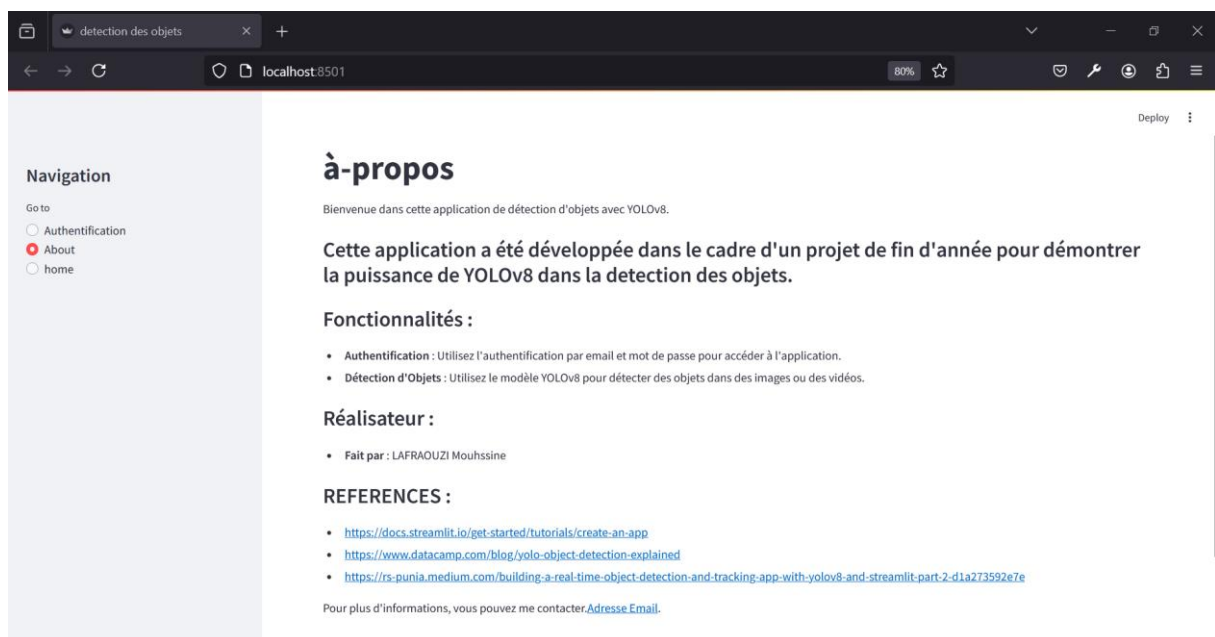 detection des objets
localhost:8501
80%
Deploy
Navigation
Go to
Authentification
About
home
à-propos
Bienvenue dans cette application de détection d'objets avec YOLOv8.
Cette application a été développée dans le cadre d'un projet de fin d'année pour démontrer
la puissance de YOLOv8 dans la detection des objets.
Fonctionnalités :
Authentification : Utilisez l'authentification par email et mot de passe pour accéder à l'application.
Détection d'Objets : Utilisez le modèle YOLOv8 pour détecter des objets dans des images ou des vidéos.
Réalisateur :
Fait par : LAFRAOUZI Mouhssine
REFERENCES :
https://docs.streamlit.io/get-started/tutorials/create-an-app
https://www.datacamp.com/blog/yolo-object-detection-explained
https://rs-punia.medium.com/building-a-real-time-object-detection-and-tracking-app-with-yolov8-and-streamlit-part-2-d1a273592e7e
Pour plus d'informations, vous pouvez me contacter.Adresse Email.